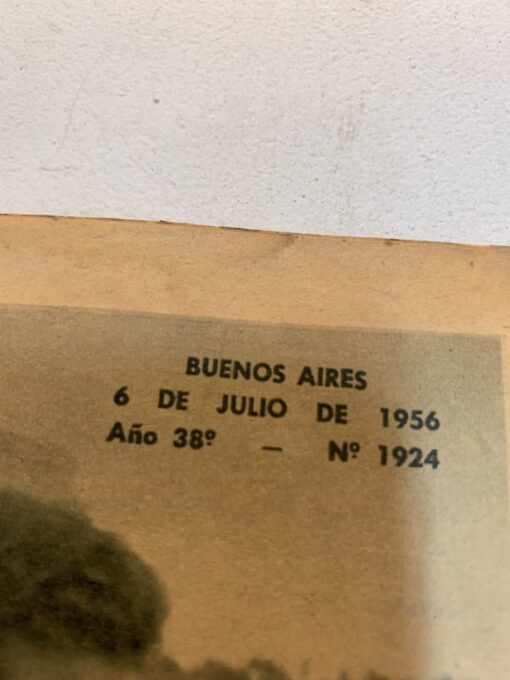 BUENOS AIRES
6 DE JULIO DE 1956
Año 38º — Nº 1924